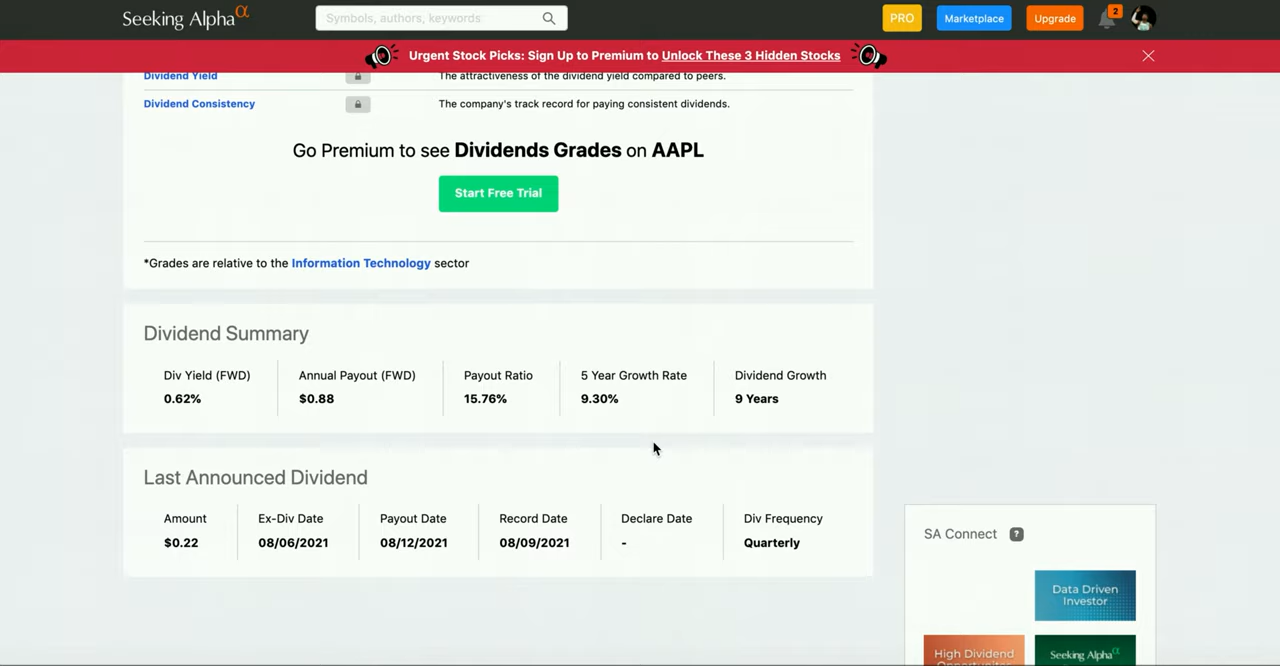 Seeking Alpha α
Symbols, authors, keywords
PRO
Marketplace
Upgrade
2
Urgent Stock Picks: Sign Up to Premium to Unlock These 3 Hidden Stocks
Dividend Yield
The attractiveness of the dividend yield compared to peers.
Dividend Consistency
The company's track record for paying consistent dividends.
Go Premium to see Dividends Grades on AAPL
Start Free Trial
*Grades are relative to the Information Technology sector
Dividend Summary
Div Yield (FWD)
0.62%
Annual Payout (FWD)
$0.88
Payout Ratio
15.76%
5 Year Growth Rate
9.30%
Dividend Growth
9 Years
Last Announced Dividend
Amount
$0.22
Ex-Div Date
08/06/2021
Payout Date
08/12/2021
Record Date
08/09/2021
Declare Date
-
Div Frequency
Quarterly
SA Connect ?
Data Driven
Investor
High Dividend
Opportunities
Seeking Alpha α